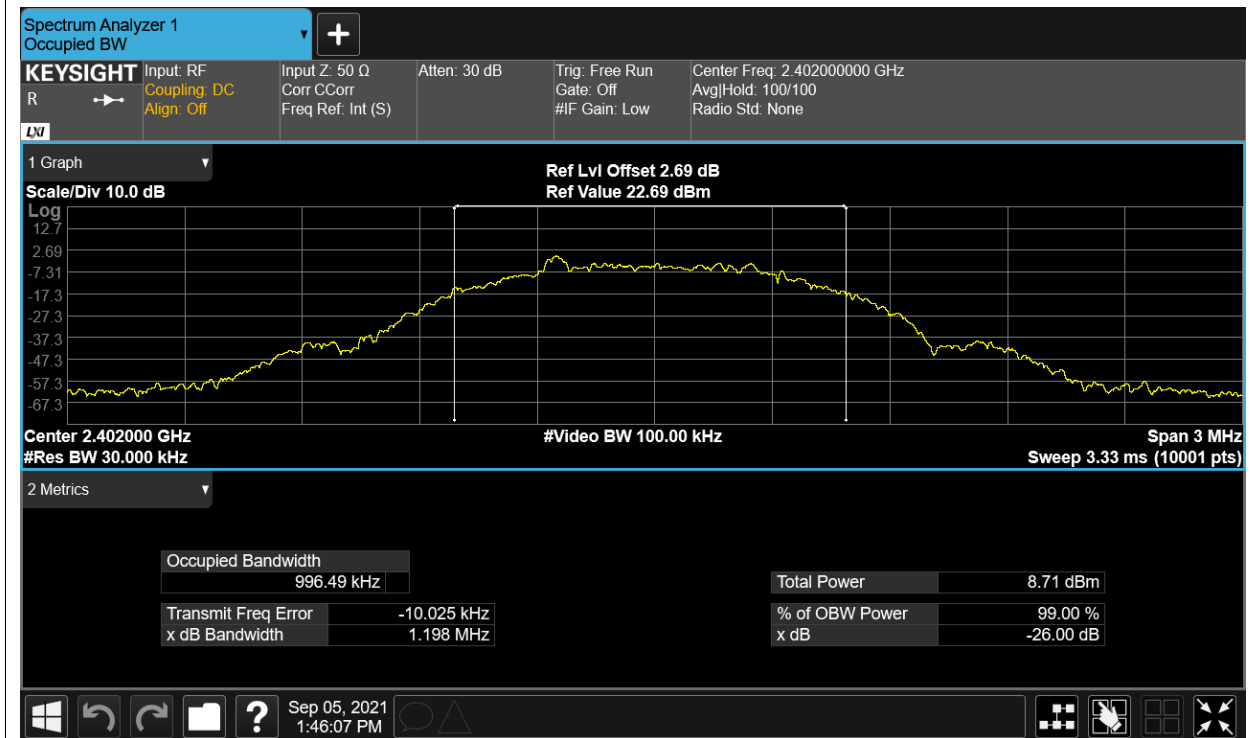 Spectrum Analyzer 1
Occupied BW
+
KEYSIGHT
R
LXI
Input: RF
Coupling: DC
Align: Off
Input Z: 50 Ω
Corr CCorr
Freq Ref: Int (S)
Atten: 30 dB
Trig: Free Run
Gate: Off
#IF Gain: Low
Center Freq: 2.402000000 GHz
Avg|Hold: 100/100
Radio Std: None
1 Graph
Scale/Div 10.0 dB
Ref Lvl Offset 2.69 dB
Ref Value 22.69 dBm
Log
12.7
2.69
-7.31
-17.3
-27.3
-37.3
-47.3
-57.3
-67.3
Center 2.402000 GHz
#Video BW 100.00 kHz
Span 3 MHz
#Res BW 30.000 kHz
Sweep 3.33 ms (10001 pts)
2 Metrics
Occupied Bandwidth
996.49 kHz
Total Power 8.71 dBm
Transmit Freq Error -10.025 kHz
% of OBW Power 99.00 %
x dB Bandwidth 1.198 MHz
x dB -26.00 dB
?
Sep 05, 2021
1:46:07 PM